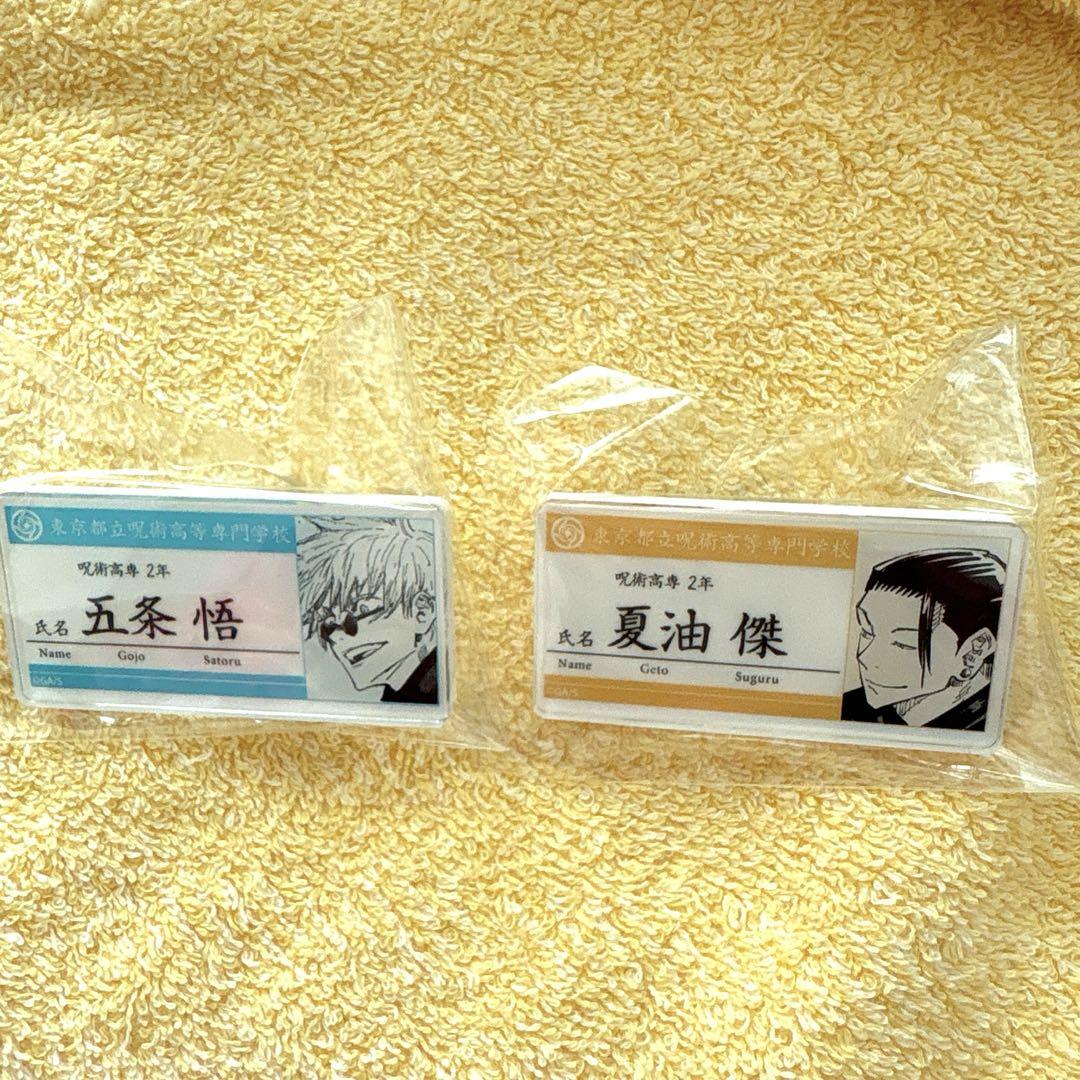 東京都立呪術高等専門学校
呪術高専 2年
氏名 五条 悟
Name Gojo Satoru
©GA/S
東京都立呪術高等専門学校
呪術高専 2年
氏名 夏油 傑
Name Geto Suguru
©GA/S